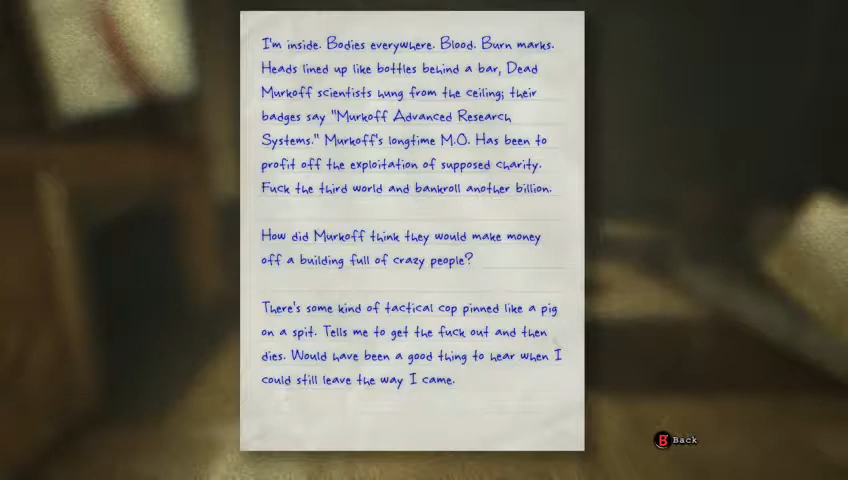 I'm inside. Bodies everywhere. Blood. Burn marks.
Heads lined up like bottles behind a bar, Dead
Murkoff scientists hung from the ceiling; their
badges say "Murkoff Advanced Research
Systems." Murkoff's longtime M.O. Has been to
profit off the exploitation of supposed charity.
Fuck the third world and bankroll another billion.
How did Murkoff think they would make money
off a building full of crazy people?
There's some kind of tactical cop pinned like a pig
on a spit. Tells me to get the fuck out and then
dies. Would have been a good thing to hear when I
could still leave the way I came.
B Back